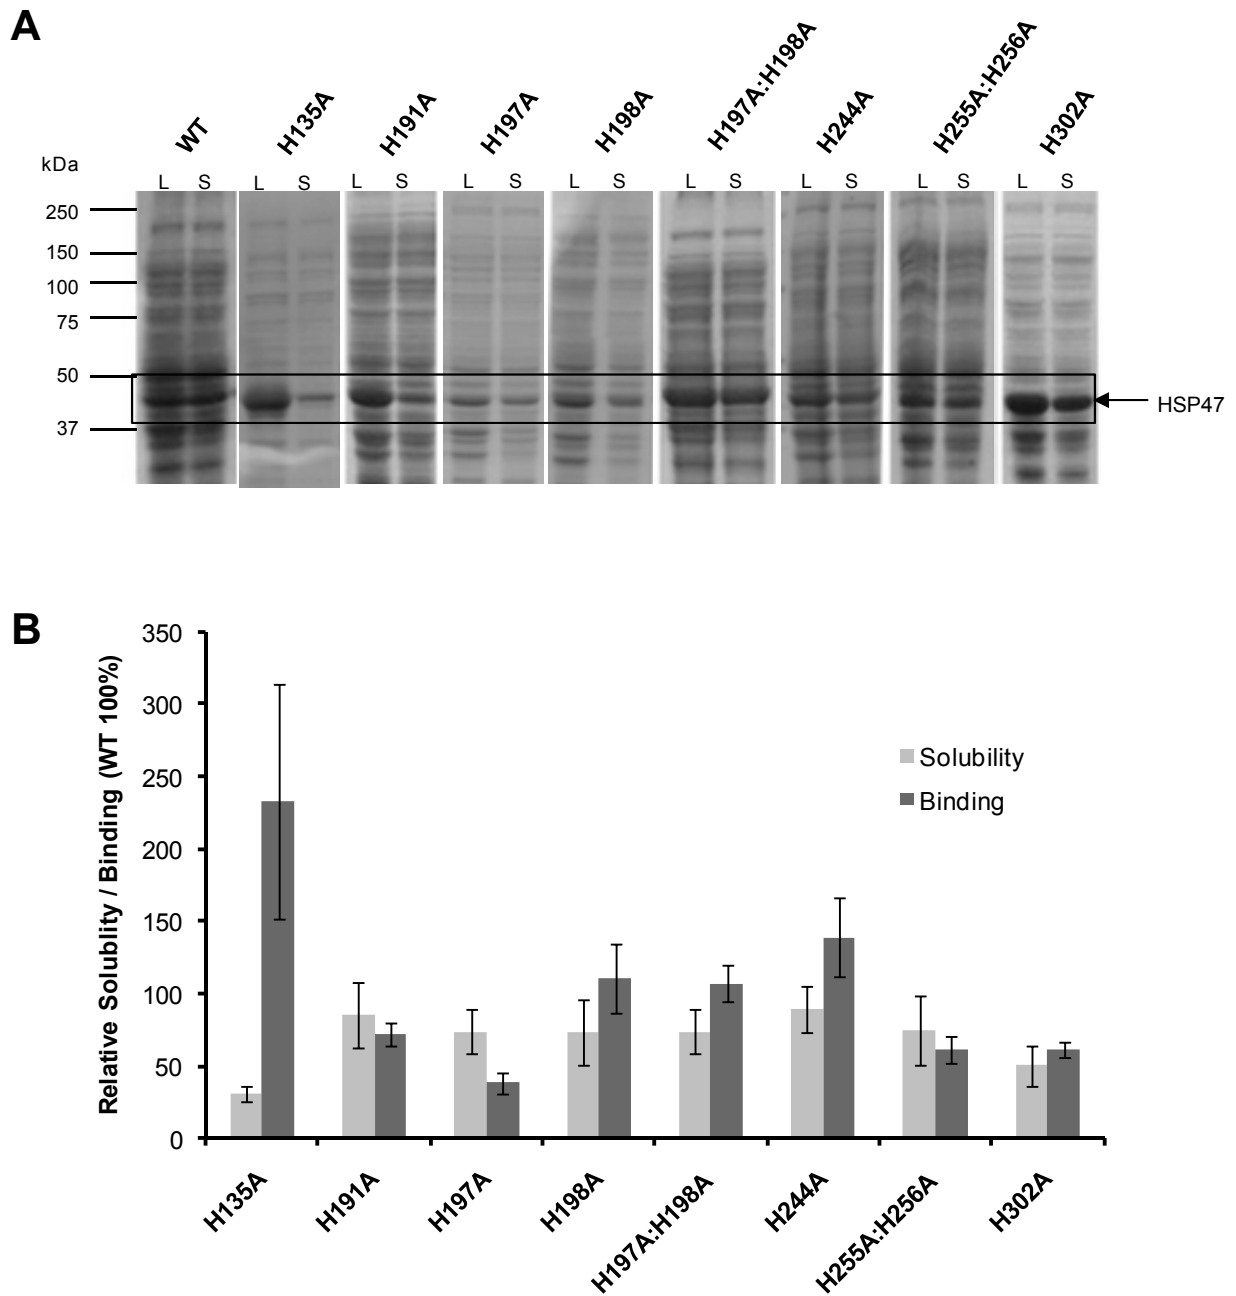 A
WT H135A H191A H197A H198A H197A:H198A H244A H255A:H256A H302A
kDa
L S L S L S L S L S L S L S L S L S
250
150
100
75
50
37
HSP47
B
Relative Solublity / Binding (WT 100%)
350
300
250
200
150
100
50
0
Solubility
Binding
H135A H191A H197A H198A H197A:H198A H244A H255A:H256A H302A